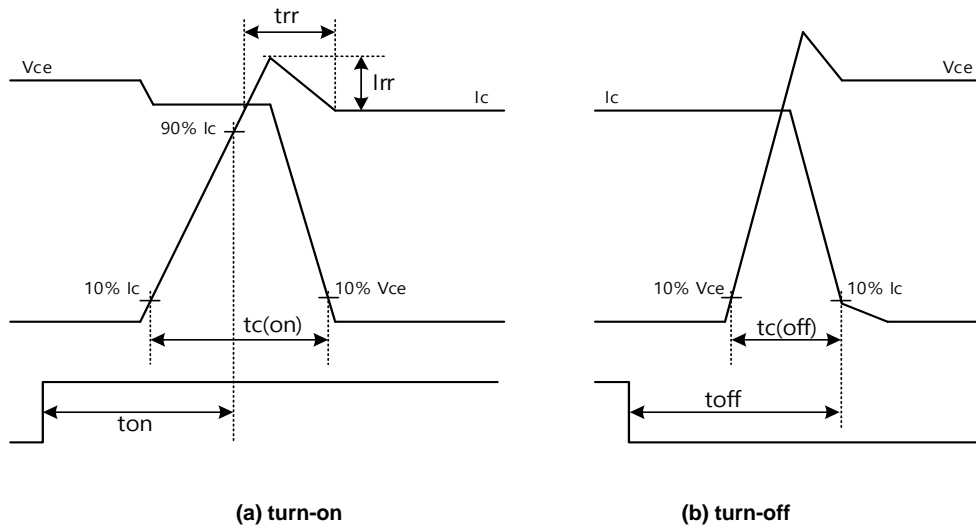 trr
Vce
Irr
Ic
90% Ic
10% Ic
10% Vce
tc(on)
ton
(a) turn-on
Vce
Ic
10% Vce
10% Ic
tc(off)
toff
(b) turn-off